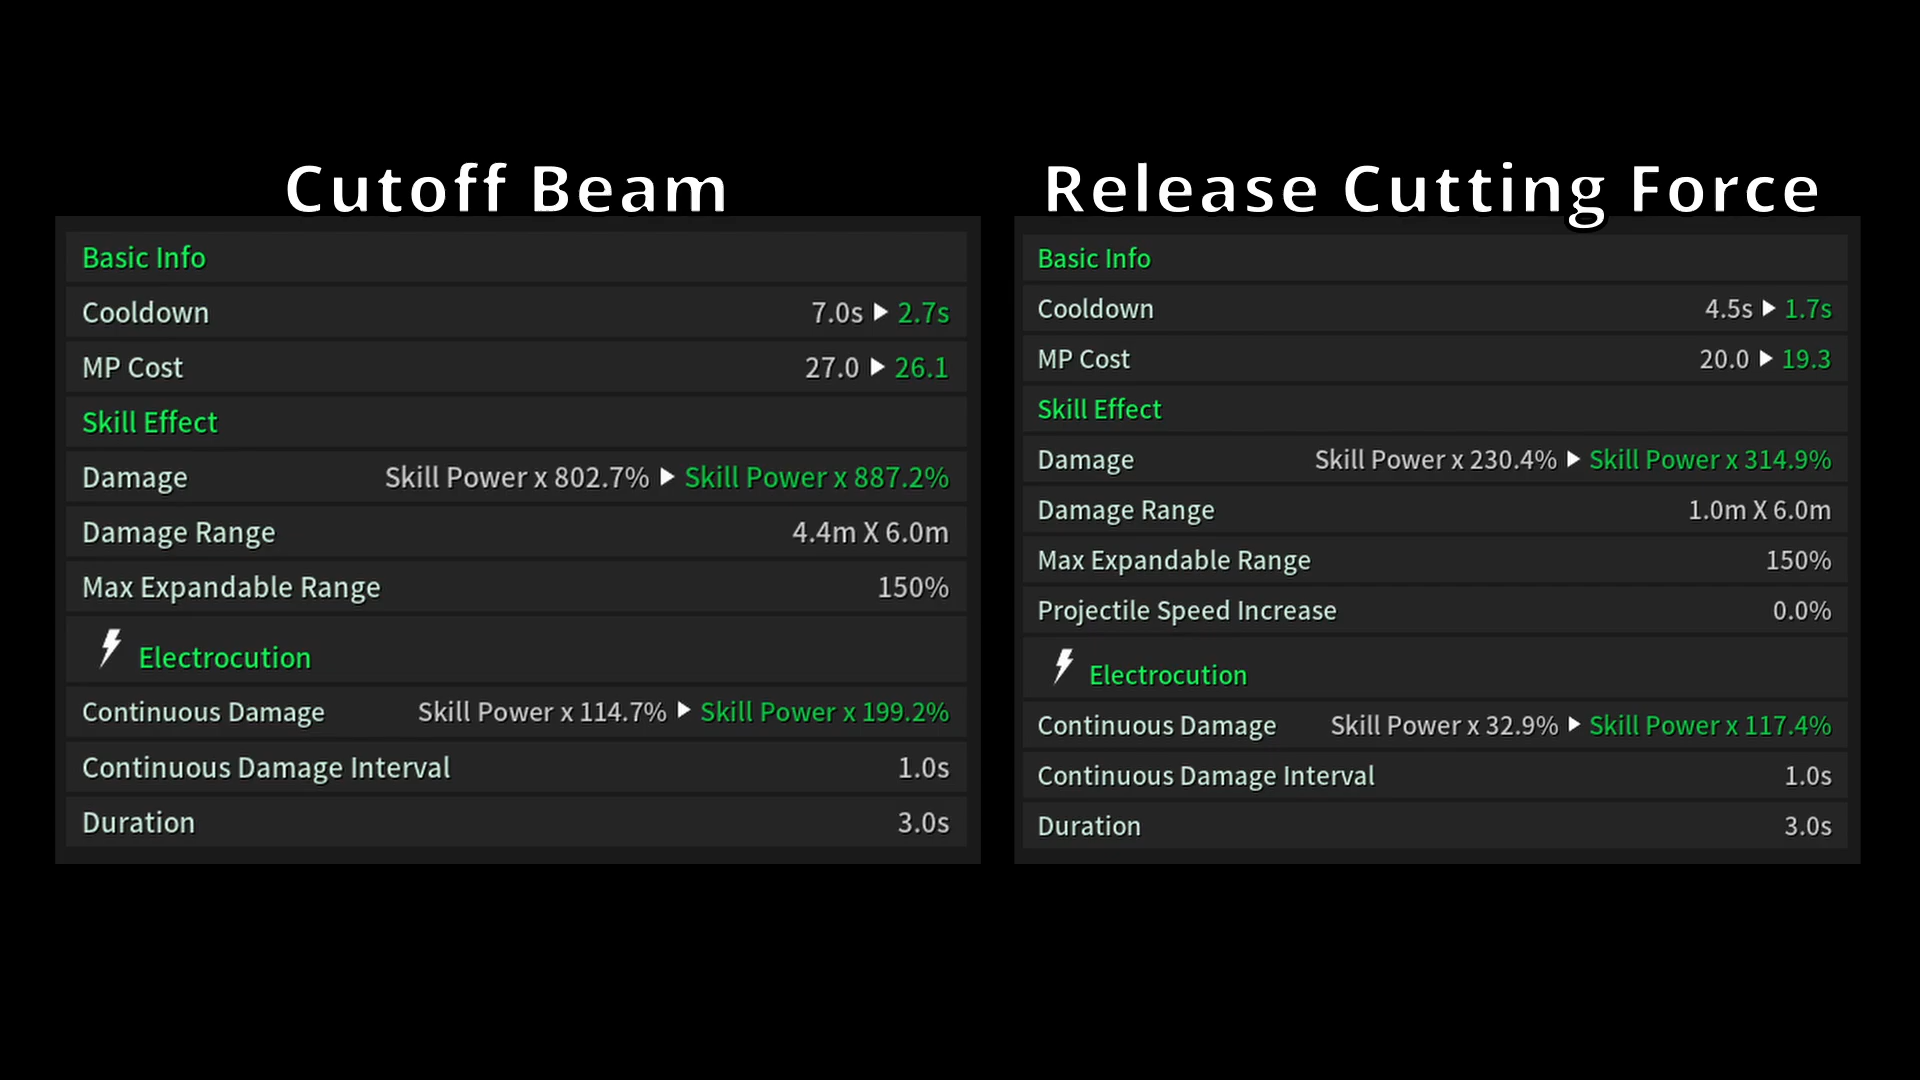 Cutoff Beam
Basic Info
Cooldown 7.0s ▶ 2.7s
MP Cost 27.0 ▶ 26.1
Skill Effect
Damage Skill Power x 802.7% ▶ Skill Power x 887.2%
Damage Range 4.4m X 6.0m
Max Expandable Range 150%
Electrocution
Continuous Damage Skill Power x 114.7% ▶ Skill Power x 199.2%
Continuous Damage Interval 1.0s
Duration 3.0s
Release Cutting Force
Basic Info
Cooldown 4.5s ▶ 1.7s
MP Cost 20.0 ▶ 19.3
Skill Effect
Damage Skill Power x 230.4% ▶ Skill Power x 314.9%
Damage Range 1.0m X 6.0m
Max Expandable Range 150%
Projectile Speed Increase 0.0%
Electrocution
Continuous Damage Skill Power x 32.9% ▶ Skill Power x 117.4%
Continuous Damage Interval 1.0s
Duration 3.0s